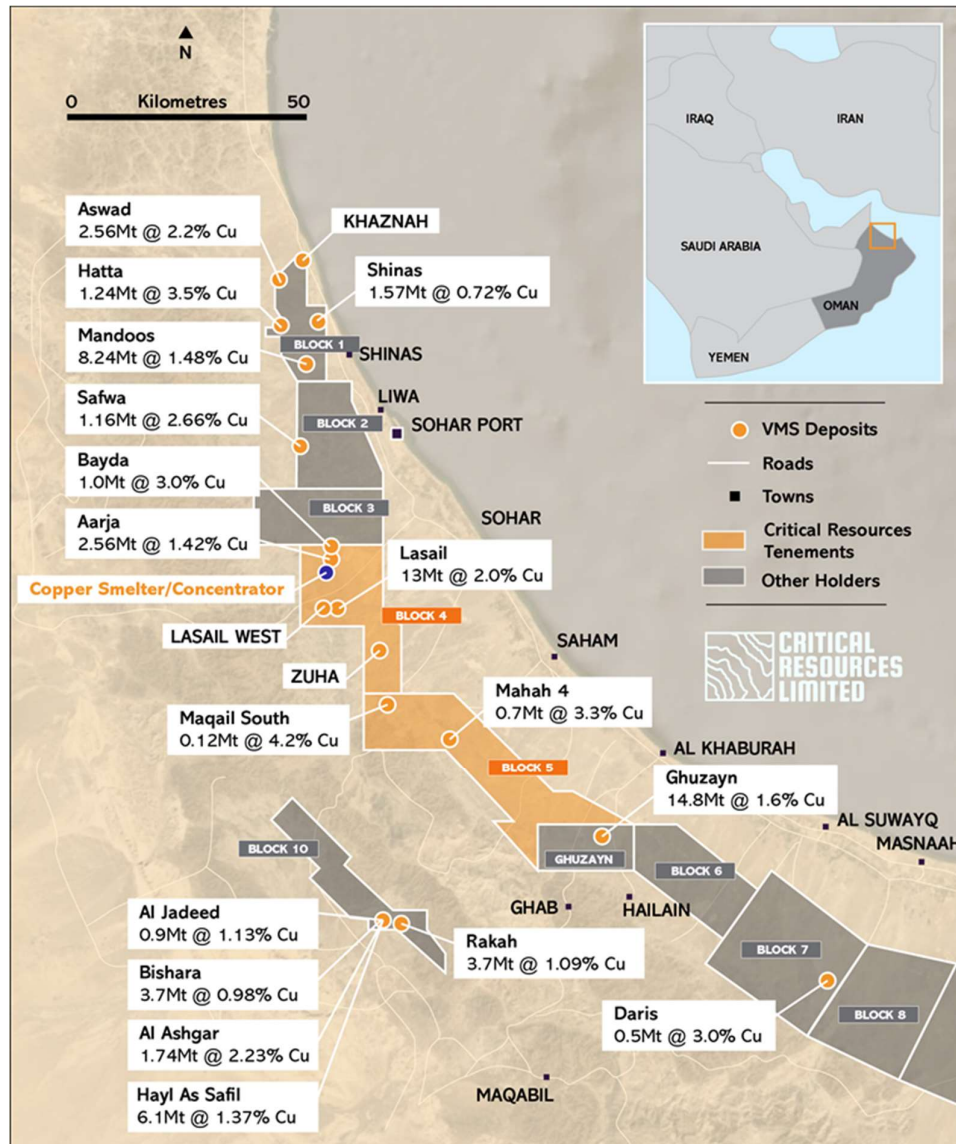 N
0 Kilometres 50
IRAQ
IRAN
SAUDI ARABIA
OMAN
YEMEN
Aswad
2.56Mt @ 2.2% Cu
KHAZNAH
Hatta
1.24Mt @ 3.5% Cu
Shinas
1.57Mt @ 0.72% Cu
Mandoos
8.24Mt @ 1.48% Cu
BLOCK 1
SHINAS
Safwa
1.16Mt @ 2.66% Cu
LIWA
BLOCK 2
SOHAR PORT
Bayda
1.0Mt @ 3.0% Cu
BLOCK 3
SOHAR
Aarja
2.56Mt @ 1.42% Cu
Lasail
13Mt @ 2.0% Cu
Copper Smelter/Concentrator
BLOCK 4
LASAIL WEST
SAHAM
ZUHA
Maqail South
0.12Mt @ 4.2% Cu
Mahah 4
0.7Mt @ 3.3% Cu
BLOCK 5
AL KHABURAH
Ghuzayn
14.8Mt @ 1.6% Cu
AL SUWAYQ
MASNAAH
BLOCK 10
GHUZAYN
BLOCK 6
GHAB
HAILAIN
Al Jadeed
0.9Mt @ 1.13% Cu
Bishara
3.7Mt @ 0.98% Cu
Al Ashgar
1.74Mt @ 2.23% Cu
Hayl As Safil
6.1Mt @ 1.37% Cu
Rakah
3.7Mt @ 1.09% Cu
BLOCK 7
Daris
0.5Mt @ 3.0% Cu
BLOCK 8
MAQABIL
VMS Deposits
Roads
Towns
Critical Resources
Tenements
Other Holders
CRITICAL
RESOURCES
LIMITED